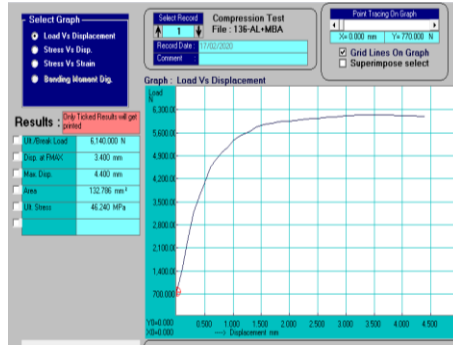 Select Graph
Load Vs Displacement
Stress Vs Disp.
Stress Vs Strain
Banding Moment Dig.
Results :
Only Ticked Results will get printed
Ult./Break Load 6,140.000 N
Disp. at FMAX 3.400 mm
Max. Disp. 4.400 mm
Area 132.786 mm²
Ult. Stress 46.240 MPa
Select Record
1
Compression Test
File : 136-AL+MBA
Record Date : 17/02/2020
Comment :
Point Tracing On Graph
X= 0.000 mm Y= 770.000 N
Grid Lines On Graph
Superimpose select
Graph : Load Vs Displacement
Load
N
6,300.00
5,600.00
4,900.00
4,200.00
3,500.00
2,800.00
2,100.00
1,400.00
700.000
Y0=0.000
X0=0.000
0.500 1.000 1.500 2.000 2.500 3.000 3.500 4.000 4.500
Displacement mm